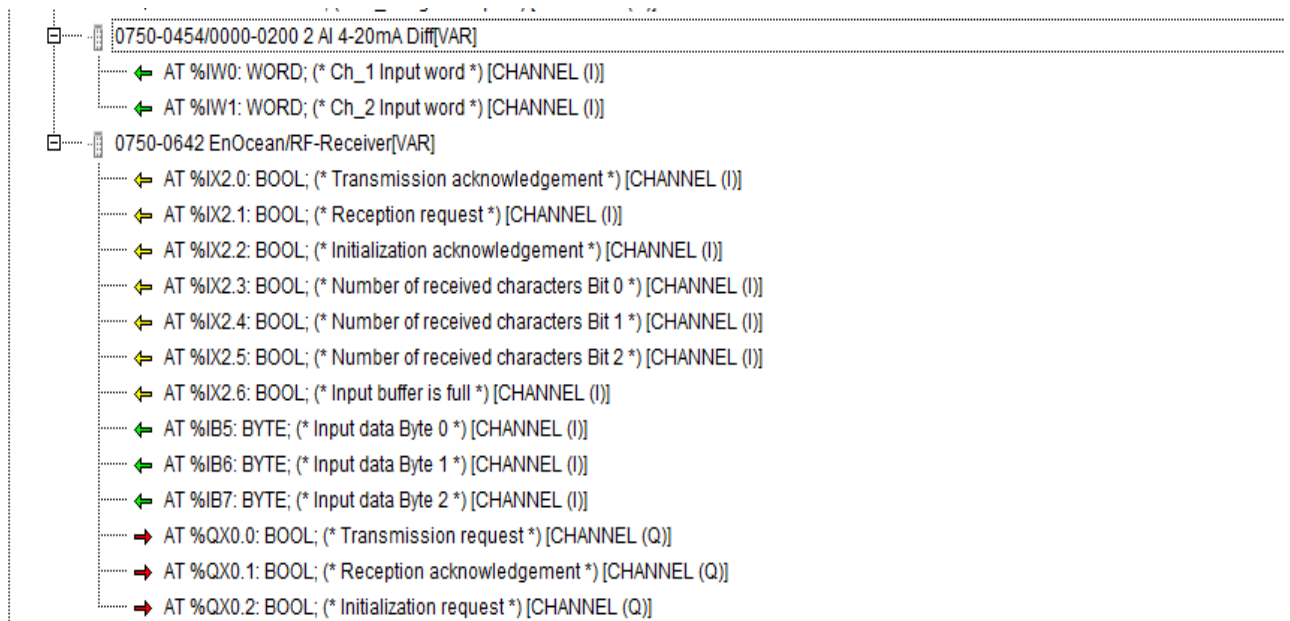 0750-0454/0000-0200 2 AI 4-20mA Diff[VAR]
AT %IW0: WORD; (* Ch_1 Input word *) [CHANNEL (I)]
AT %IW1: WORD; (* Ch_2 Input word *) [CHANNEL (I)]
0750-0642 EnOcean/RF-Receiver[VAR]
AT %IX2.0: BOOL; (* Transmission acknowledgement *) [CHANNEL (I)]
AT %IX2.1: BOOL; (* Reception request *) [CHANNEL (I)]
AT %IX2.2: BOOL; (* Initialization acknowledgement *) [CHANNEL (I)]
AT %IX2.3: BOOL; (* Number of received characters Bit 0 *) [CHANNEL (I)]
AT %IX2.4: BOOL; (* Number of received characters Bit 1 *) [CHANNEL (I)]
AT %IX2.5: BOOL; (* Number of received characters Bit 2 *) [CHANNEL (I)]
AT %IX2.6: BOOL; (* Input buffer is full *) [CHANNEL (I)]
AT %IB5: BYTE; (* Input data Byte 0 *) [CHANNEL (I)]
AT %IB6: BYTE; (* Input data Byte 1 *) [CHANNEL (I)]
AT %IB7: BYTE; (* Input data Byte 2 *) [CHANNEL (I)]
AT %QX0.0: BOOL; (* Transmission request *) [CHANNEL (Q)]
AT %QX0.1: BOOL; (* Reception acknowledgement *) [CHANNEL (Q)]
AT %QX0.2: BOOL; (* Initialization request *) [CHANNEL (Q)]